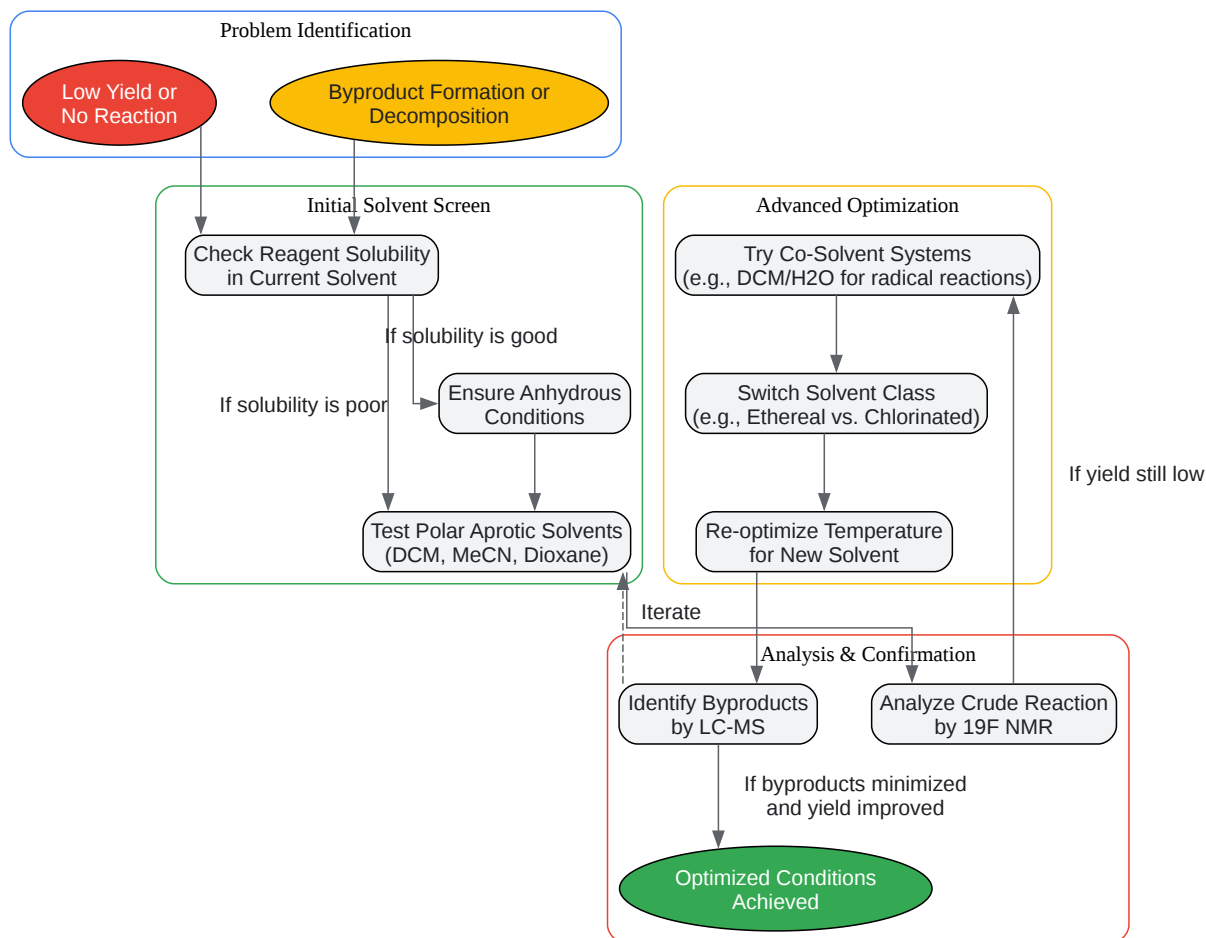 Problem Identification
Low Yield or
No Reaction
Byproduct Formation or
Decomposition
Initial Solvent Screen
Check Reagent Solubility
in Current Solvent
If solubility is good
If solubility is poor
Ensure Anhydrous
Conditions
Test Polar Aprotic Solvents
(DCM, MeCN, Dioxane)
Advanced Optimization
Try Co-Solvent Systems
(e.g., DCM/H2O for radical reactions)
Switch Solvent Class
(e.g., Ethereal vs. Chlorinated)
Re-optimize Temperature
for New Solvent
If yield still low
Iterate
Analysis & Confirmation
Identify Byproducts
by LC-MS
Analyze Crude Reaction
by 19F NMR
If byproducts minimized
and yield improved
Optimized Conditions
Achieved